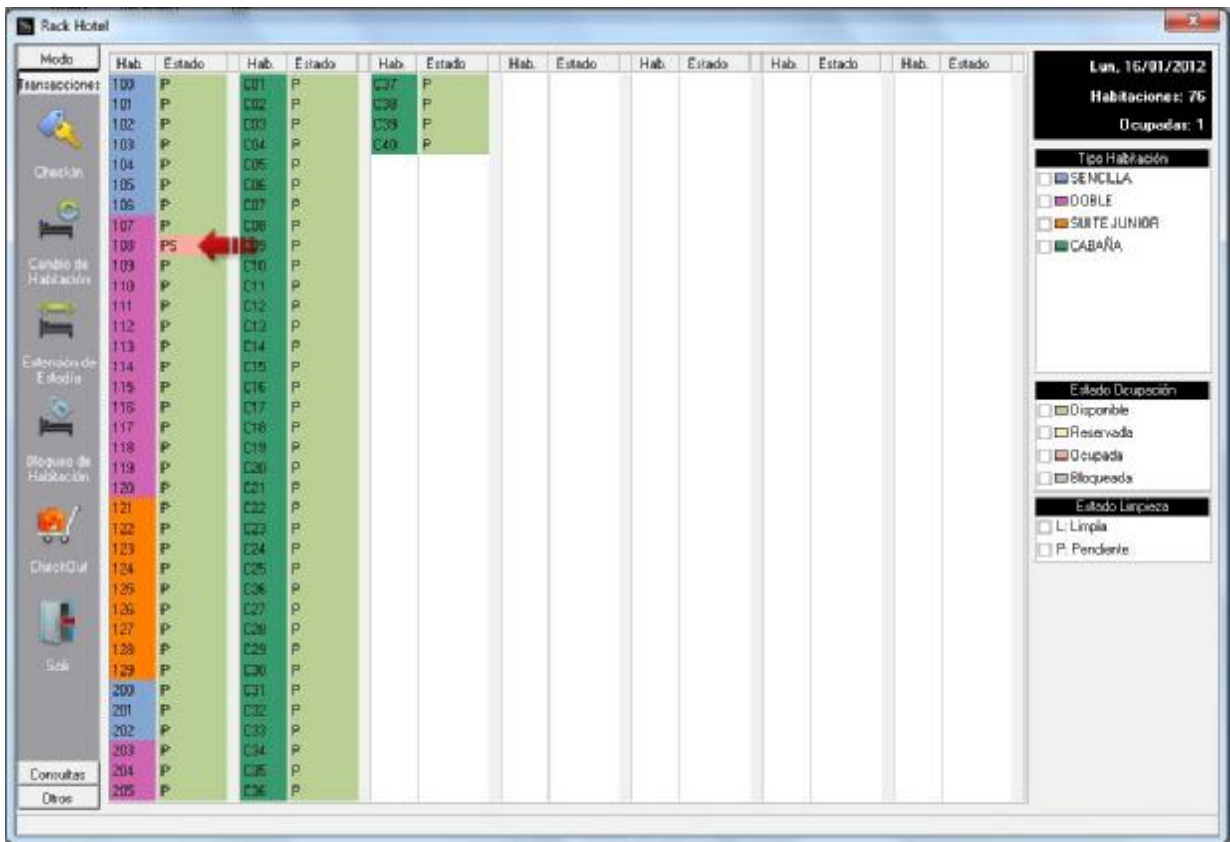 Rack Hotel
Modo
Transacciones
CheckIn
Cambio de
Habitación
Extensión de
Estadía
Bloqueo de
Habitación
CheckOut
Salir
Consultas
Otros
Hab. Estado Hab. Estado Hab. Estado Hab. Estado Hab. Estado Hab. Estado Hab. Estado
100 P C01 P C37 P
101 P C02 P C38 P
102 P C03 P C39 P
103 P C04 P C40 P
104 P C05 P
105 P C06 P
106 P C07 P
107 P C08 P
108 PS P
109 P C10 P
110 P C11 P
111 P C12 P
112 P C13 P
113 P C14 P
114 P C15 P
115 P C16 P
116 P C17 P
117 P C18 P
118 P C19 P
119 P C20 P
120 P C21 P
121 P C22 P
122 P C23 P
123 P C24 P
124 P C25 P
125 P C26 P
126 P C27 P
127 P C28 P
128 P C29 P
129 P C30 P
200 P C31 P
201 P C32 P
202 P C33 P
203 P C34 P
204 P C35 P
205 P C36 P
Lun, 16/01/2012
Habitaciones: 76
Ocupadas: 1
Tipo Habitación
SENCILLA
DOBLE
SUITE JUNIOR
CABAÑA
Estado Ocupación
Disponible
Reservada
Ocupada
Bloqueada
Estado Limpieza
L: Limpia
P: Pendiente